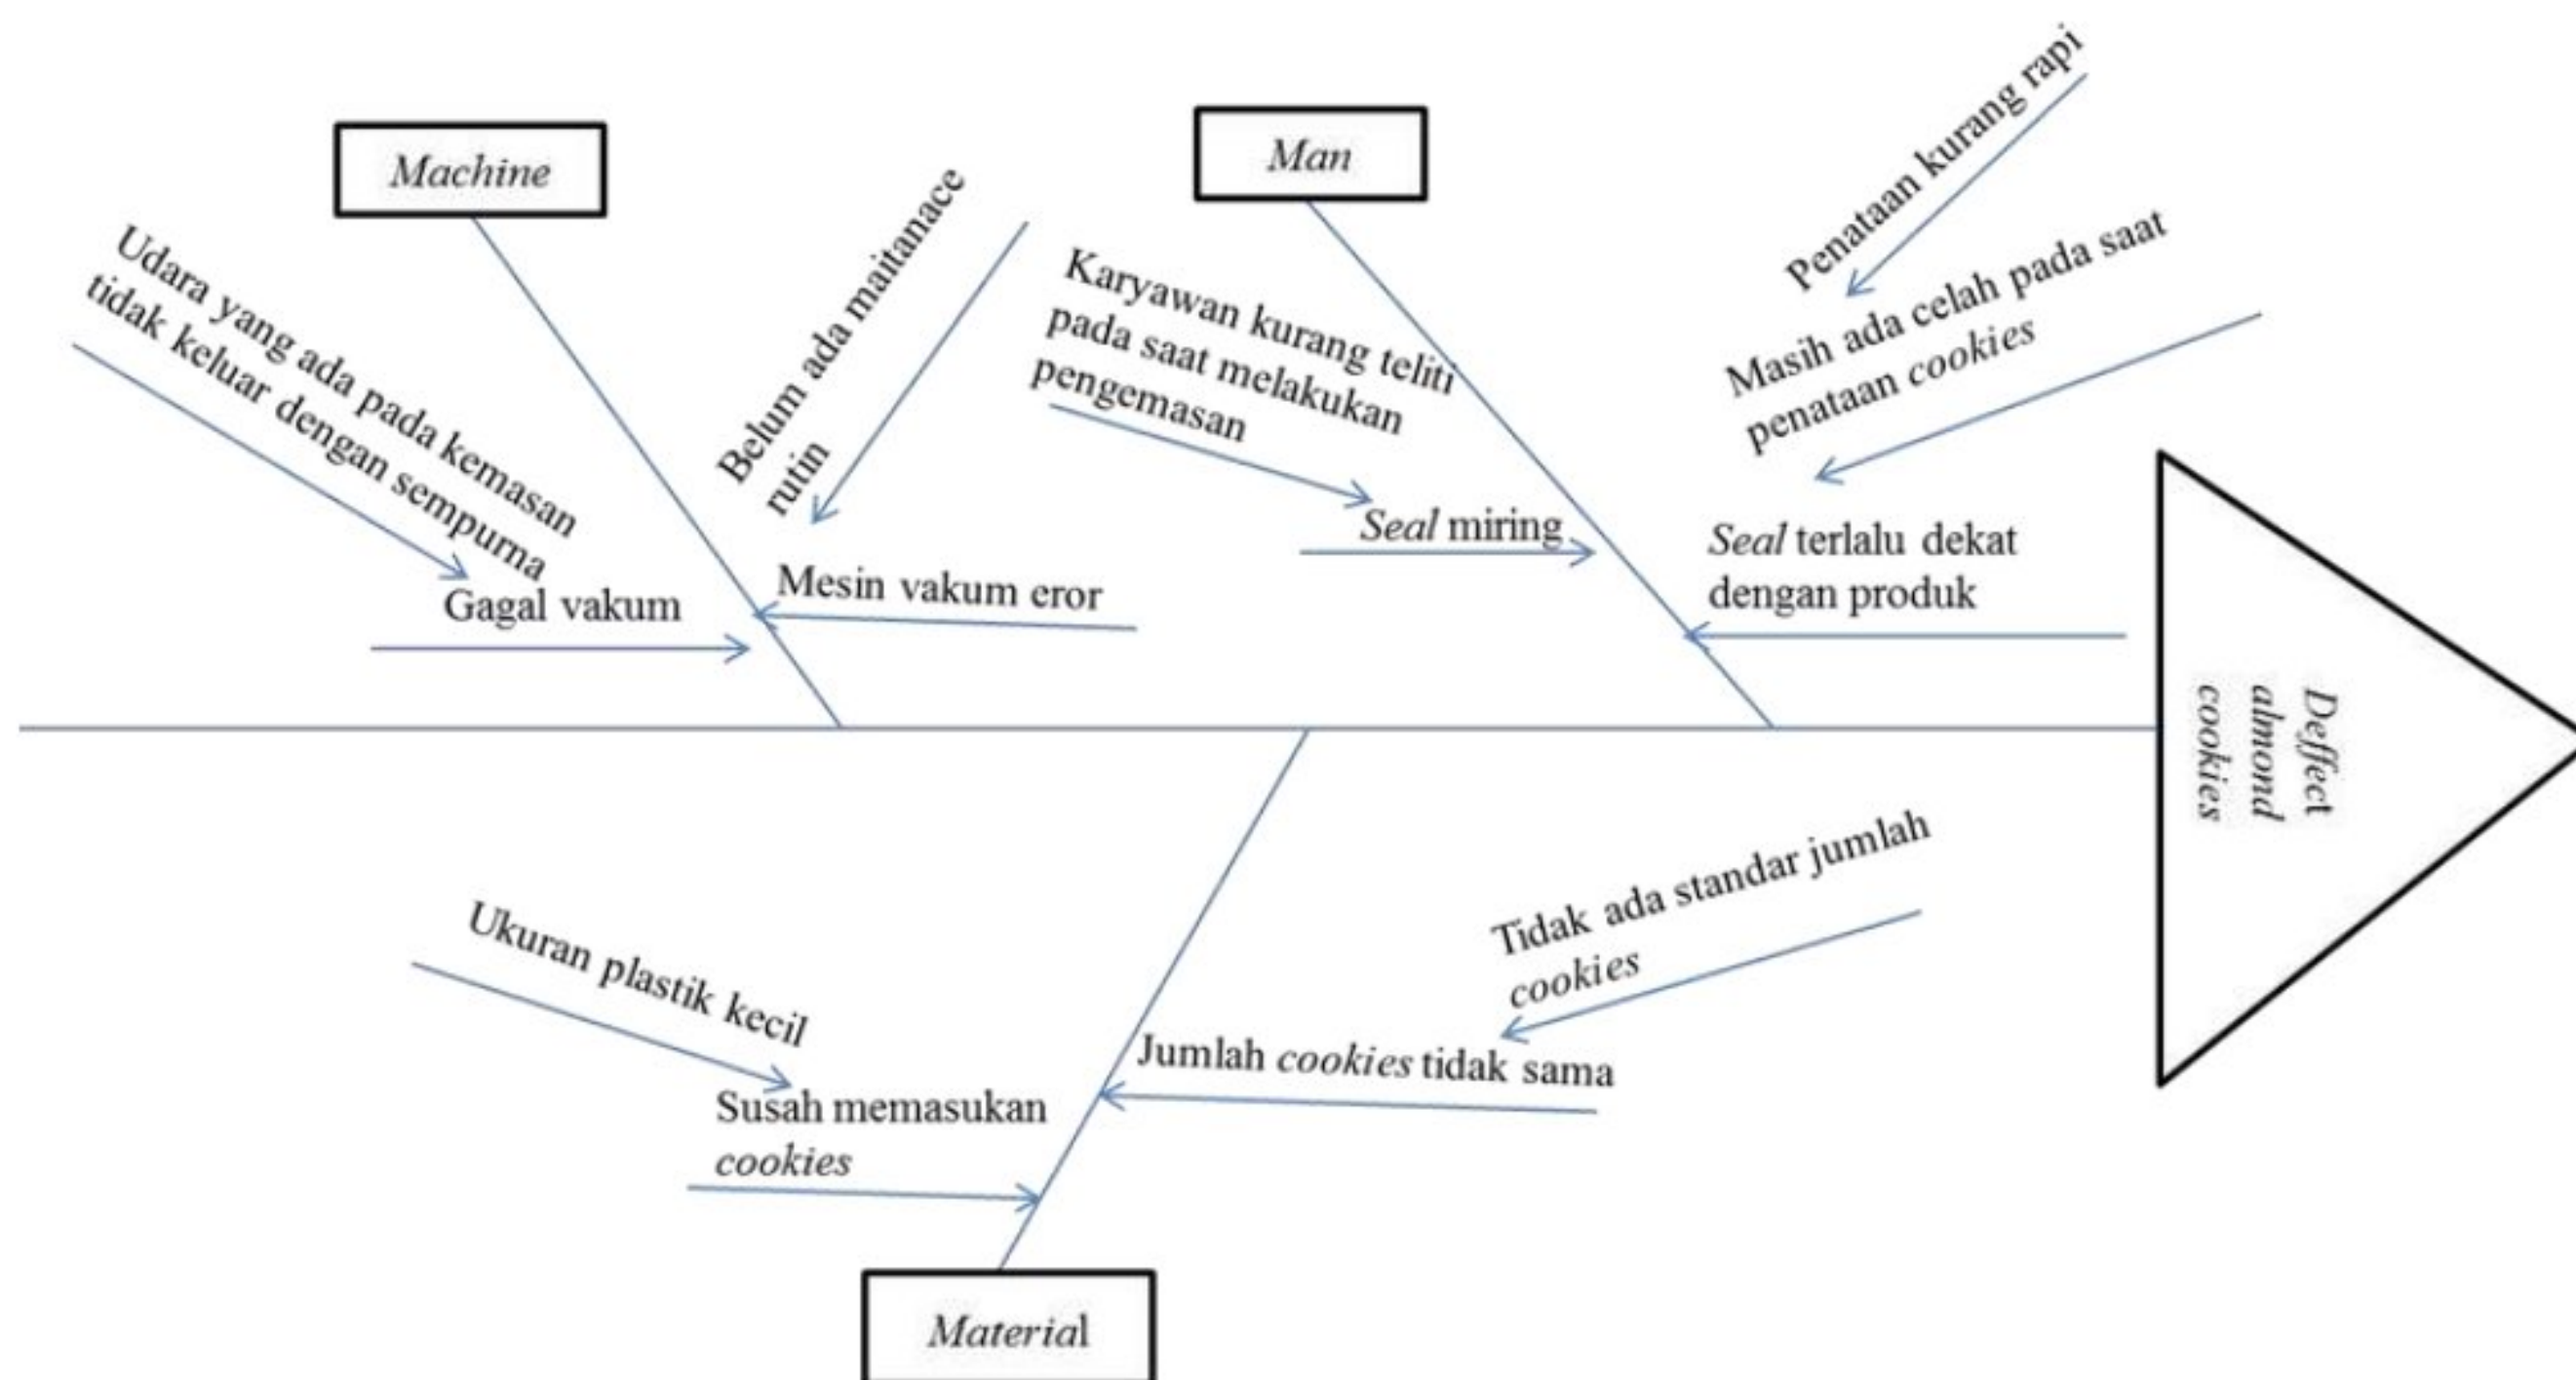 Machine
Udara yang ada pada kemasan
tidak keluar dengan sempurna
Gagal vakum
Belum ada maitanace
rutin
Mesin vakum eror
Man
Karyawan kurang teliti
pada saat melakukan
pengemasan
Seal miring
Penataan kurang rapi
Masih ada celah pada saat
penataan cookies
Seal terlalu dekat
dengan produk
Deffect
almond
cookies
Ukuran plastik kecil
Susah memasukan
cookies
Tidak ada standar jumlah
cookies
Jumlah cookies tidak sama
Material